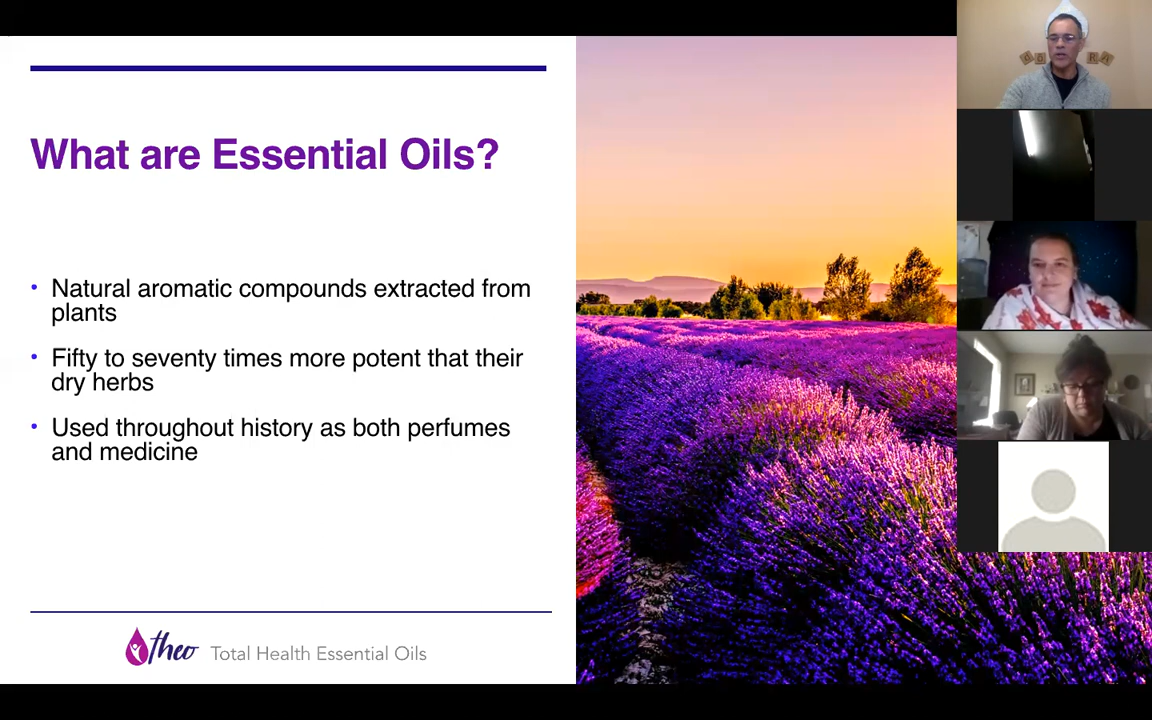 What are Essential Oils?
• Natural aromatic compounds extracted from
plants
• Fifty to seventy times more potent that their
dry herbs
• Used throughout history as both perfumes
and medicine
theo Total Health Essential Oils